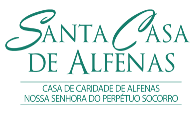 SANTA CASA
DE ALFENAS
CASA DE CARIDADE DE ALFENAS
NOSSA SENHORA DO PERPÉTUO SOCORRO